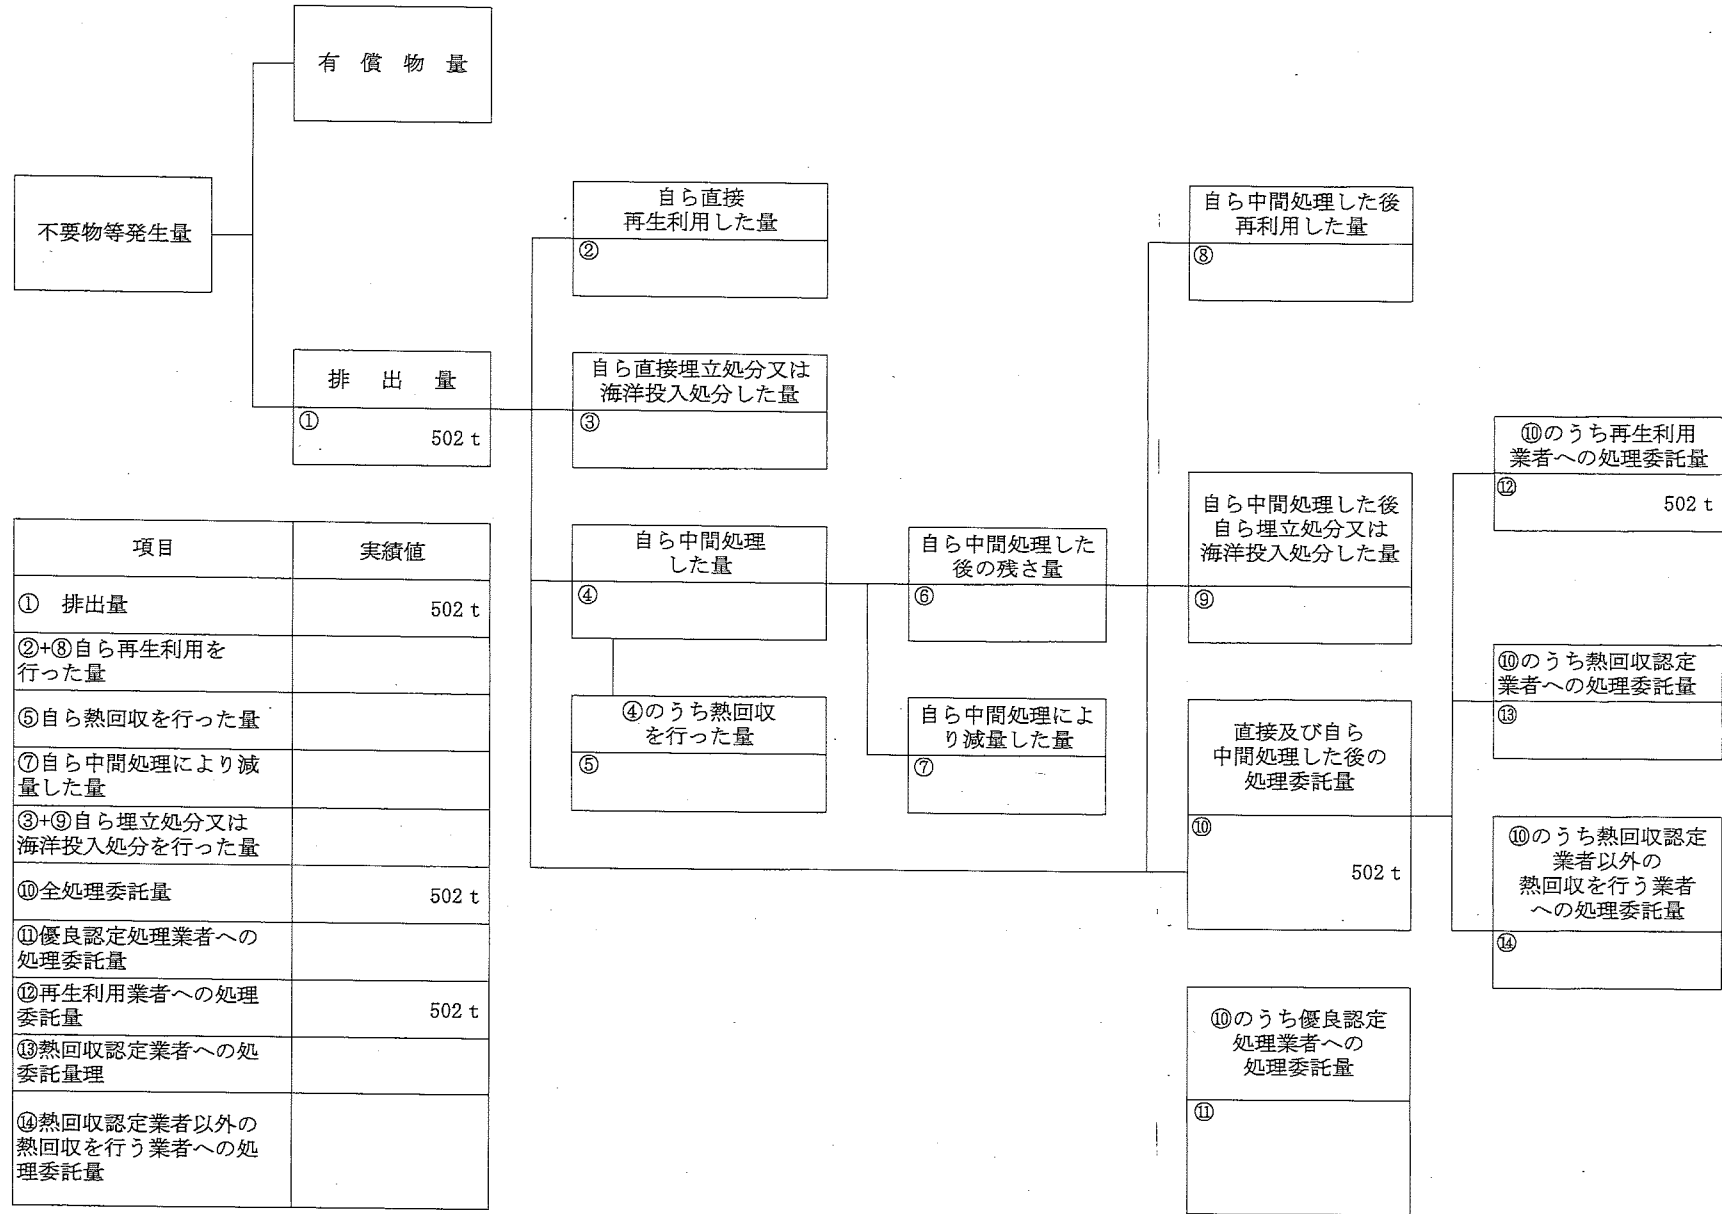 有 償 物 量
不要物等発生量
排 出 量
①
502 t
自ら直接
再生利用した量
②
自ら直接埋立処分又は
海洋投入処分した量
③
自ら中間処理
した量
④
④のうち熱回収
を行った量
⑤
自ら中間処理した
後の残さ量
⑥
自ら中間処理によ
り減量した量
⑦
自ら中間処理した後
再利用した量
⑧
自ら中間処理した後
自ら埋立処分又は
海洋投入処分した量
⑨
直接及び自ら
中間処理した後の
処理委託量
⑩
502 t
⑩のうち優良認定
処理業者への
処理委託量
⑪
⑩のうち再生利用
業者への処理委託量
⑫
502 t
⑩のうち熱回収認定
業者への処理委託量
⑬
⑩のうち熱回収認定
業者以外の
熱回収を行う業者
への処理委託量
⑭
項目 実績値
① 排出量 502 t
②+⑧自ら再生利用を
行った量
⑤自ら熱回収を行った量
⑦自ら中間処理により減
量した量
③+⑨自ら埋立処分又は
海洋投入処分を行った量
⑩全処理委託量 502 t
⑪優良認定処理業者への
処理委託量
⑫再生利用業者への処理
委託量 502 t
⑬熱回収認定業者への処
委託量理
⑭熱回収認定業者以外の
熱回収を行う業者への処
理委託量